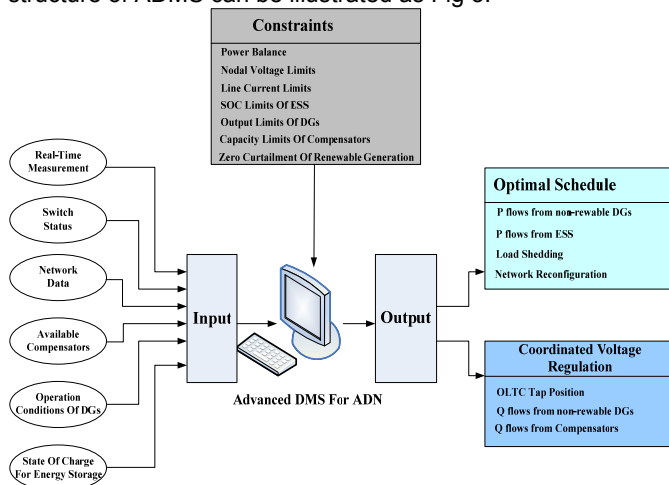 structure of ADMS can be illustrated as Fig 3.
Constraints
Power Balance
Nodal Voltage Limits
Line Current Limits
SOC Limits Of ESS
Output Limits Of DGs
Capacity Limits Of Compensators
Zero Curtailment Of Renewable Generation
Real-Time
Measurement
Switch
Status
Network
Data
Available
Compensators
Operation
Conditions Of DGs
State Of Charge
For Energy Storage
Input
Advanced DMS For ADN
Output
Optimal Schedule
P flows from non-rewable DGs
P flows from ESS
Load Shedding
Network Reconfiguration
Coordinated Voltage
Regulation
OLTC Tap Position
Q flows from non-rewable DGs
Q flows from Compensators